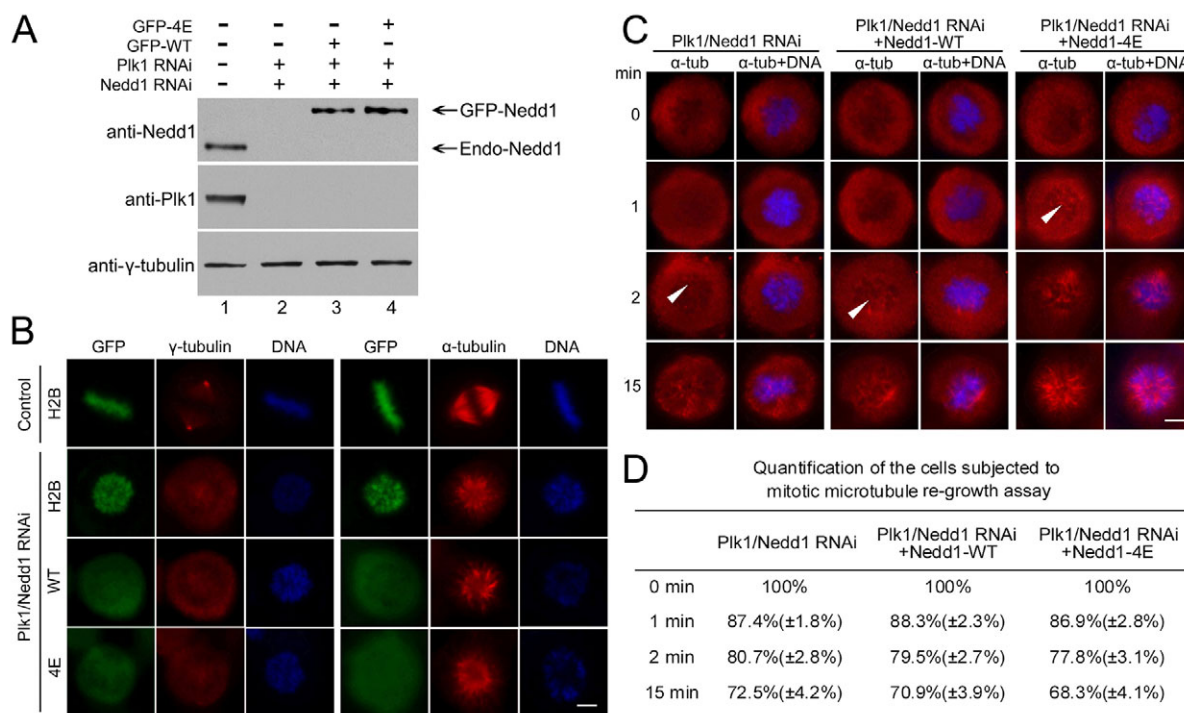 A
GFP-4E - - - +
GFP-WT - - + -
Plk1 RNAi - + + +
Nedd1 RNAi - + + +
anti-Nedd1
←GFP-Nedd1
←Endo-Nedd1
anti-Plk1
anti-γ-tubulin
1 2 3 4
B
GFP γ-tubulin DNA GFP α-tubulin DNA
Control
H2B
Plk1/Nedd1 RNAi
H2B
WT
4E
C
Plk1/Nedd1 RNAi
Plk1/Nedd1 RNAi
+Nedd1-WT
Plk1/Nedd1 RNAi
+Nedd1-4E
min α-tub α-tub+DNA α-tub α-tub+DNA α-tub α-tub+DNA
0
1
2
15
D
Quantification of the cells subjected to
mitotic microtubule re-growth assay
Plk1/Nedd1 RNAi
Plk1/Nedd1 RNAi
+Nedd1-WT
Plk1/Nedd1 RNAi
+Nedd1-4E
0 min 100% 100% 100%
1 min 87.4%(±1.8%) 88.3%(±2.3%) 86.9%(±2.8%)
2 min 80.7%(±2.8%) 79.5%(±2.7%) 77.8%(±3.1%)
15 min 72.5%(±4.2%) 70.9%(±3.9%) 68.3%(±4.1%)